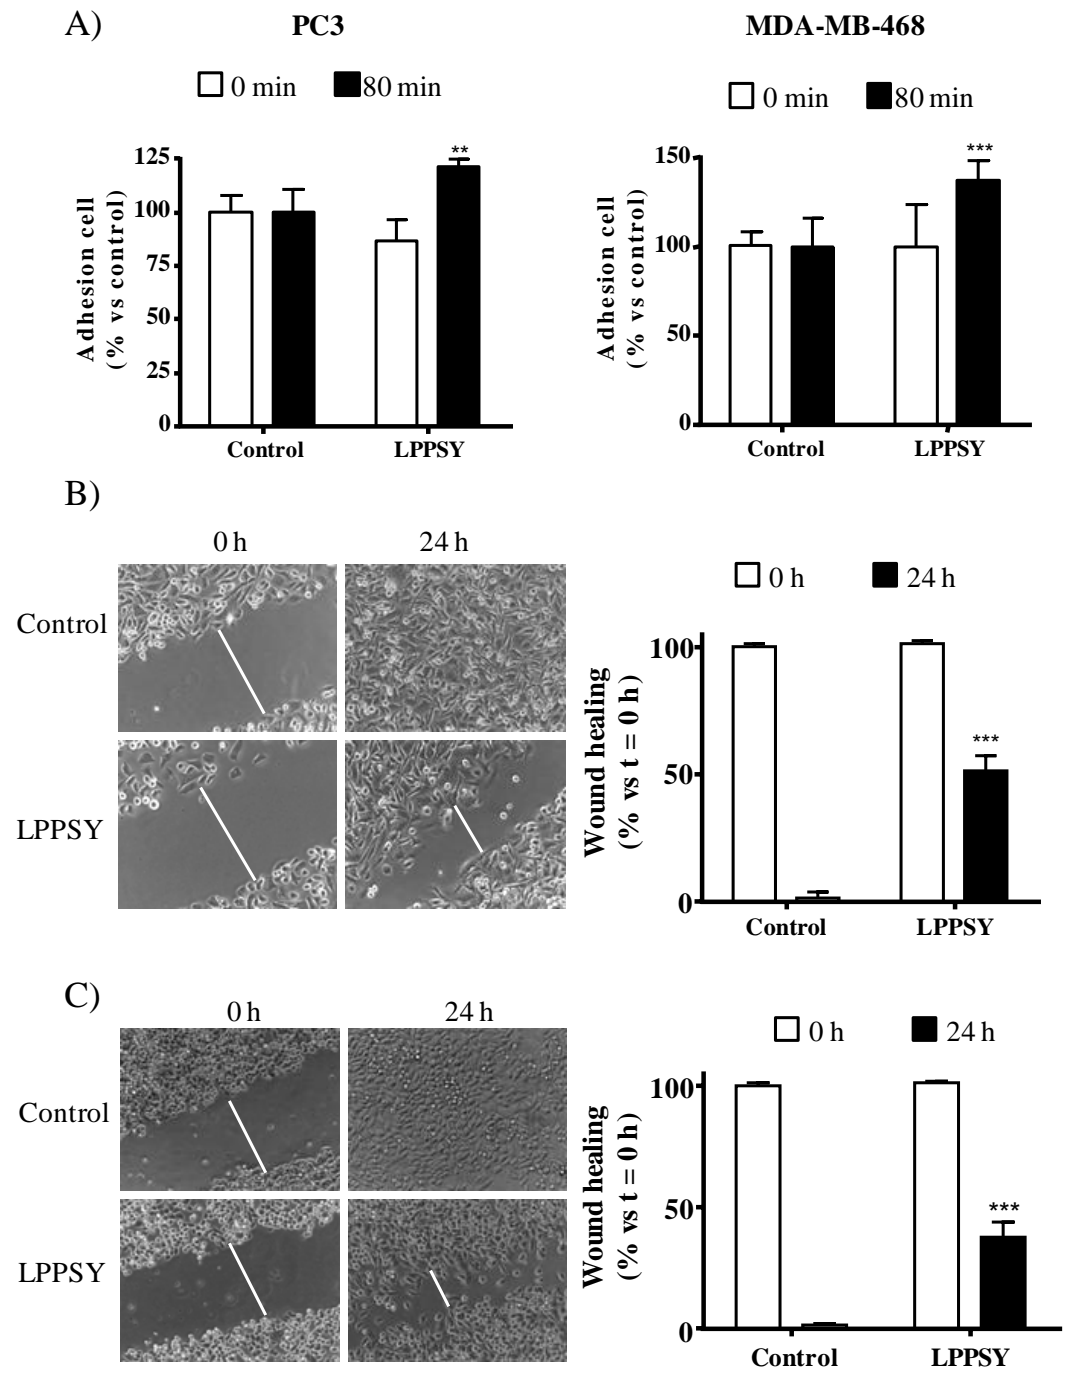 A)
PC3
MDA-MB-468
0 min
80 min
0 min
80 min
Adhesion cell
(% vs control)
125
100
75
50
25
0
**
Control
LPPSY
Adhesion cell
(% vs control)
150
100
50
0
***
Control
LPPSY
B)
0 h
24 h
Control
LPPSY
0 h
24 h
Wound healing
(% vs t = 0 h)
100
50
0
***
Control
LPPSY
C)
0 h
24 h
Control
LPPSY
0 h
24 h
Wound healing
(% vs t = 0 h)
100
50
0
***
Control
LPPSY